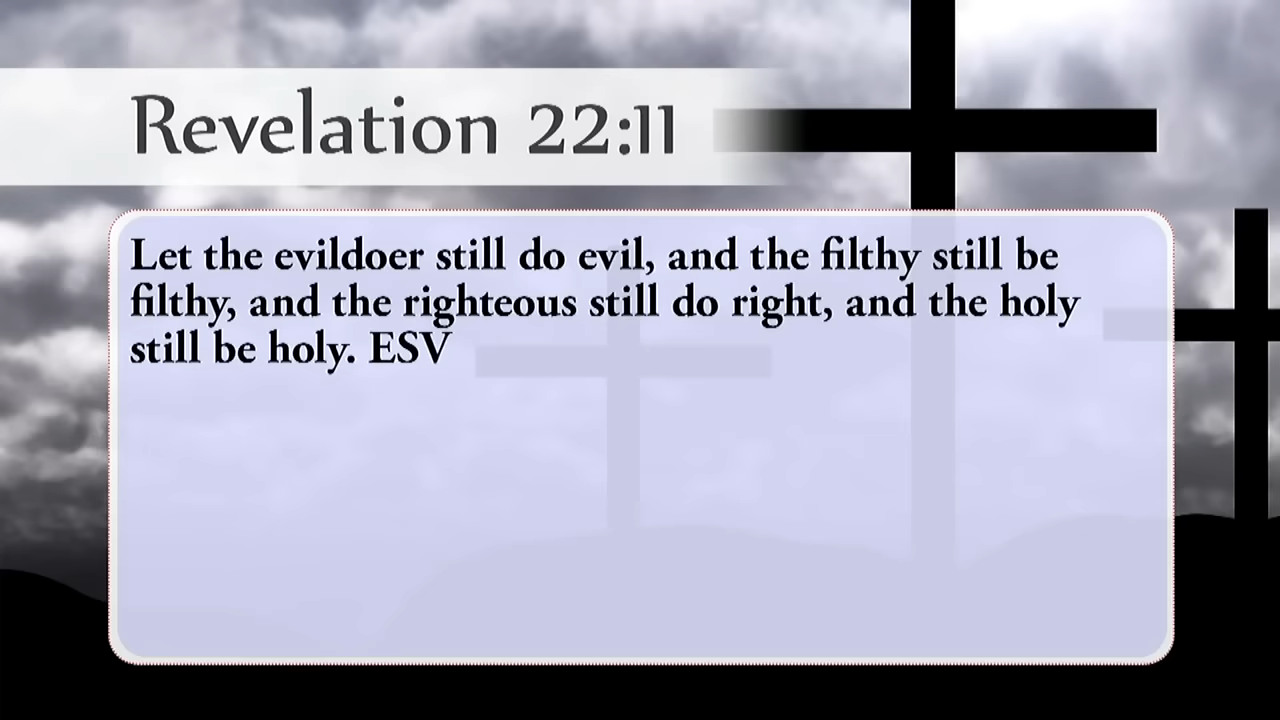 Revelation 22:11
Let the evildoer still do evil, and the filthy still be
filthy, and the righteous still do right, and the holy
still be holy. ESV